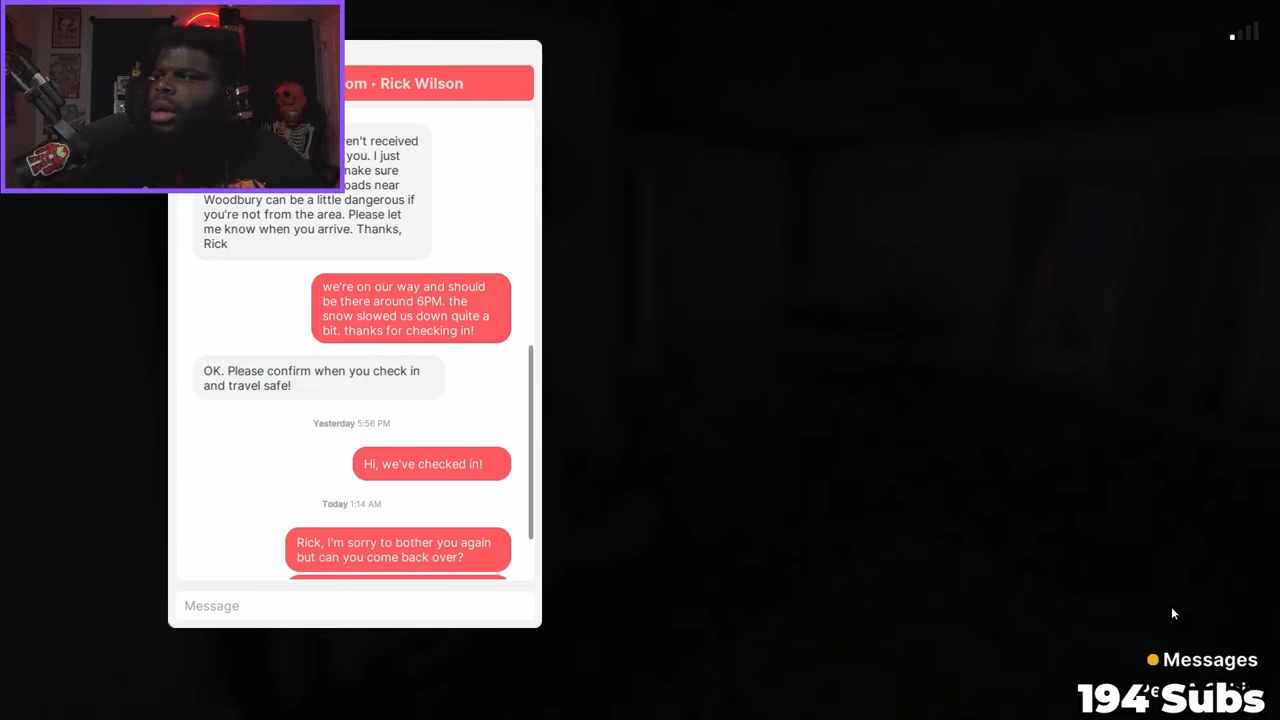 om ▸ Rick Wilson
en't received
you. I just
make sure
oads near
Woodbury can be a little dangerous if
you're not from the area. Please let
me know when you arrive. Thanks,
Rick
we're on our way and should
be there around 6PM. the
snow slowed us down quite a
bit. thanks for checking in!
OK. Please confirm when you check in
and travel safe!
Yesterday 5:56 PM
Hi, we've checked in!
Today 1:14 AM
Rick, I'm sorry to bother you again
but can you come back over?
Message
Messages
194 Subs